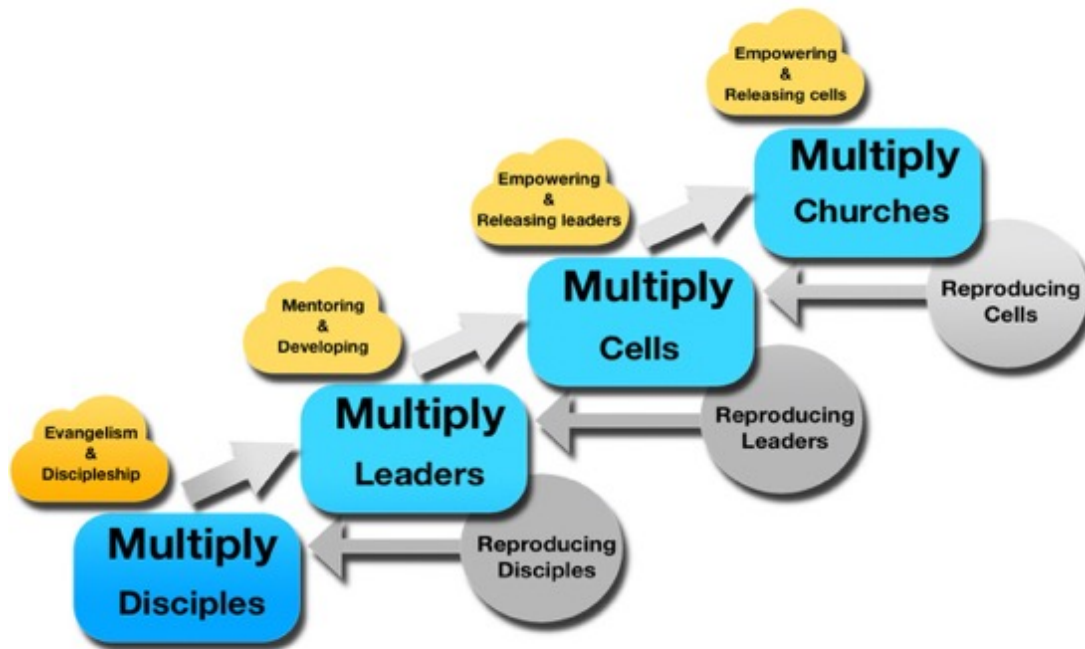 Empowering
&
Releasing cells
Multiply
Churches
Empowering
&
Releasing leaders
Reproducing
Cells
Multiply
Cells
Mentoring
&
Developing
Reproducing
Leaders
Multiply
Leaders
Evangelism
&
Discipleship
Reproducing
Disciples
Multiply
Disciples